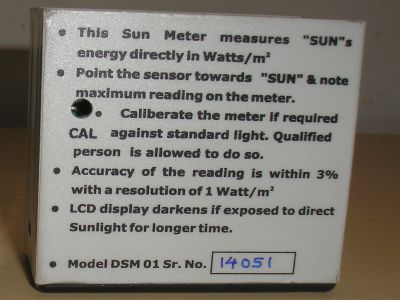 • This Sun Meter measures "SUN"s
energy directly in Watts/m²
• Point the sensor towards "SUN" & note
maximum reading on the meter.
• Caliberate the meter if required
CAL against standard light. Qualified
person is allowed to do so.
• Accuracy of the reading is within 3%
with a resolution of 1 Watt/m²
• LCD display darkens if exposed to direct
Sunlight for longer time.
• Model DSM 01 Sr. No. 14051